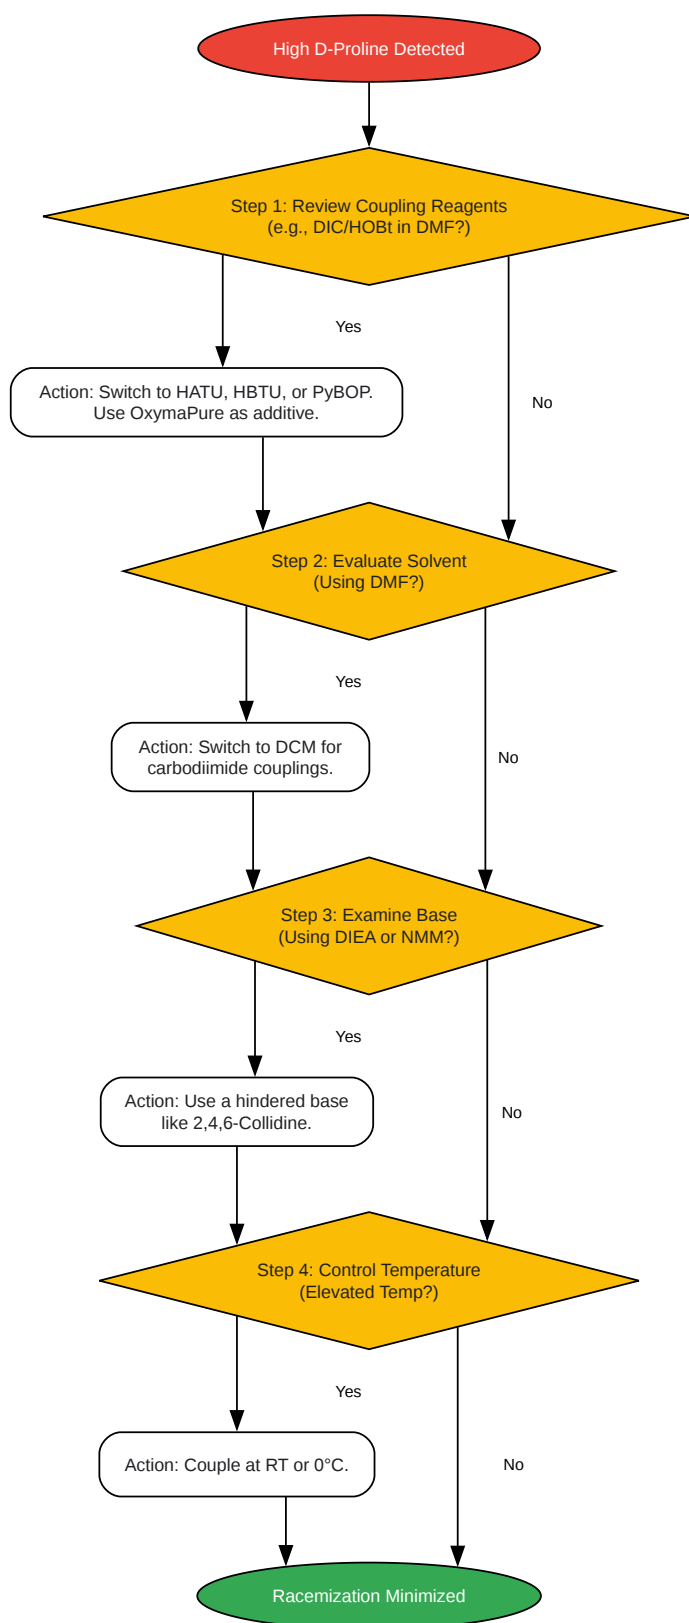 High D-Proline Detected
Step 1: Review Coupling Reagents
(e.g., DIC/HOBt in DMF?)
Yes
Action: Switch to HATU, HBTU, or PyBOP.
Use OxymaPure as additive.
No
Step 2: Evaluate Solvent
(Using DMF?)
Yes
Action: Switch to DCM for
carbodiimide couplings.
No
Step 3: Examine Base
(Using DIEA or NMM?)
Yes
Action: Use a hindered base
like 2,4,6-Collidine.
No
Step 4: Control Temperature
(Elevated Temp?)
Yes
Action: Couple at RT or 0°C.
No
Racemization Minimized